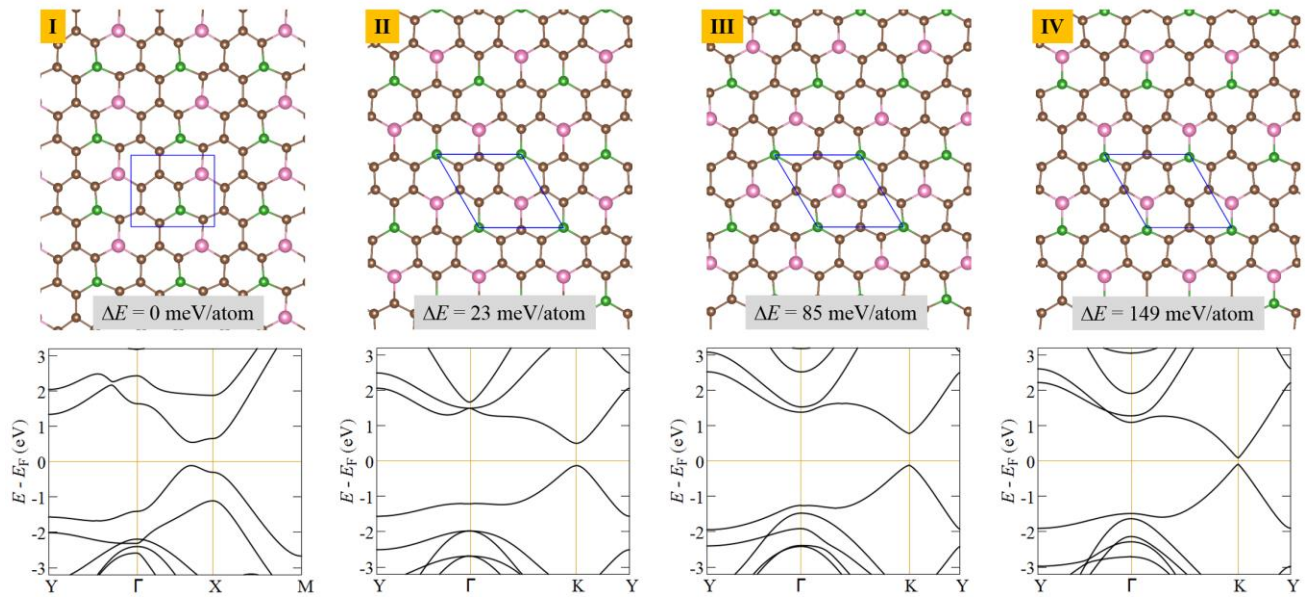 I
II
III
IV
ΔE = 0 meV/atom
ΔE = 23 meV/atom
ΔE = 85 meV/atom
ΔE = 149 meV/atom
E - E_F (eV)
3
2
1
0
-1
-2
-3
Y Γ X M
E - E_F (eV)
3
2
1
0
-1
-2
-3
Y Γ K Y
E - E_F (eV)
3
2
1
0
-1
-2
-3
Y Γ K Y
E - E_F (eV)
3
2
1
0
-1
-2
-3
Y Γ K Y